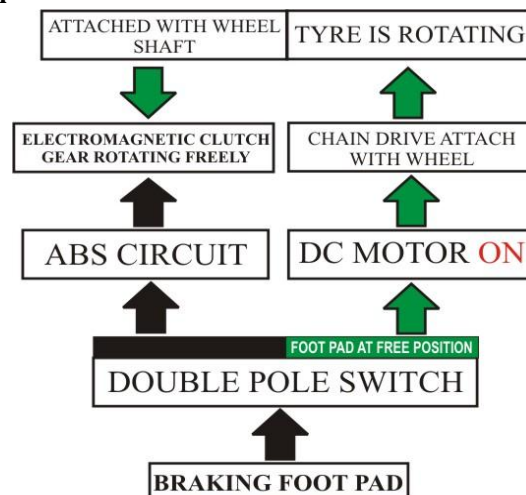 ATTACHED WITH WHEEL
SHAFT
TYRE IS ROTATING
ELECTROMAGNETIC CLUTCH
GEAR ROTATING FREELY
CHAIN DRIVE ATTACH
WITH WHEEL
ABS CIRCUIT
DC MOTOR ON
FOOT PAD AT FREE POSITION
DOUBLE POLE SWITCH
BRAKING FOOT PAD